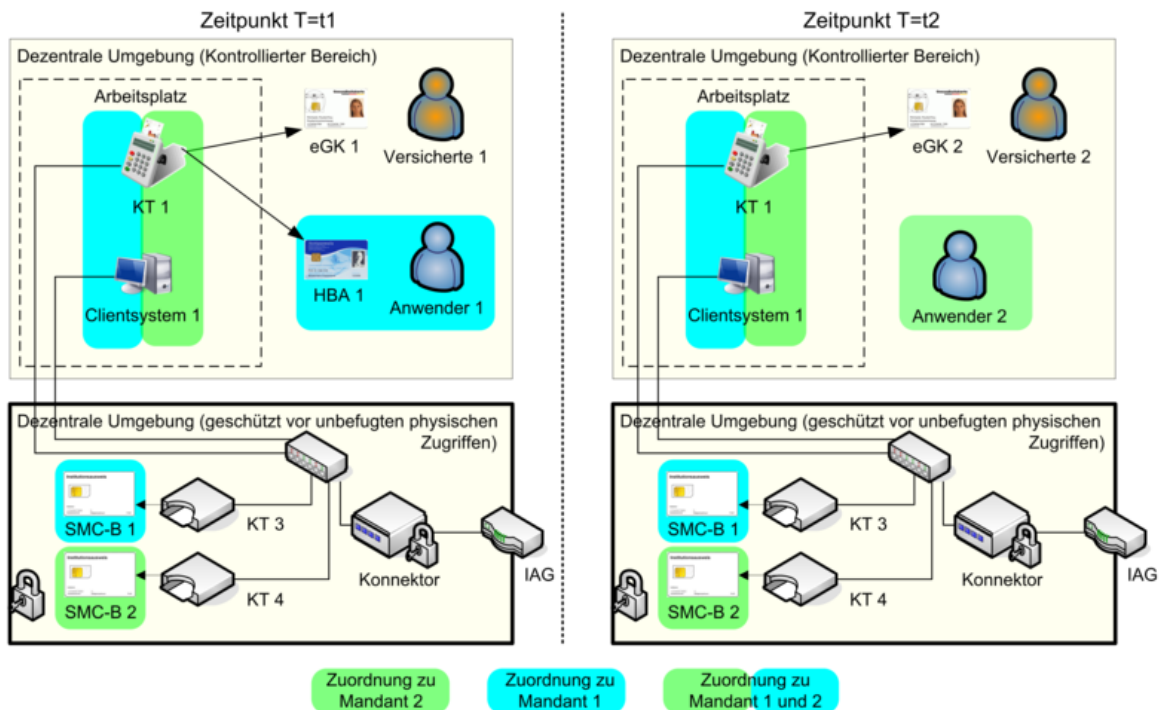 Zeitpunkt T=t1
Dezentrale Umgebung (Kontrollierter Bereich)
Arbeitsplatz
eGK 1
Versicherte 1
KT 1
HBA 1
Anwender 1
Clientsystem 1
Dezentrale Umgebung (geschützt vor unbefugten physischen
Zugriffen)
SMC-B 1
KT 3
SMC-B 2
KT 4
Konnektor
IAG
Zeitpunkt T=t2
Dezentrale Umgebung (Kontrollierter Bereich)
Arbeitsplatz
eGK 2
Versicherte 2
KT 1
Clientsystem 1
Anwender 2
Dezentrale Umgebung (geschützt vor unbefugten physischen
Zugriffen)
SMC-B 1
KT 3
SMC-B 2
KT 4
Konnektor
IAG
Zuordnung zu
Mandant 2
Zuordnung zu
Mandant 1
Zuordnung zu
Mandant 1 und 2